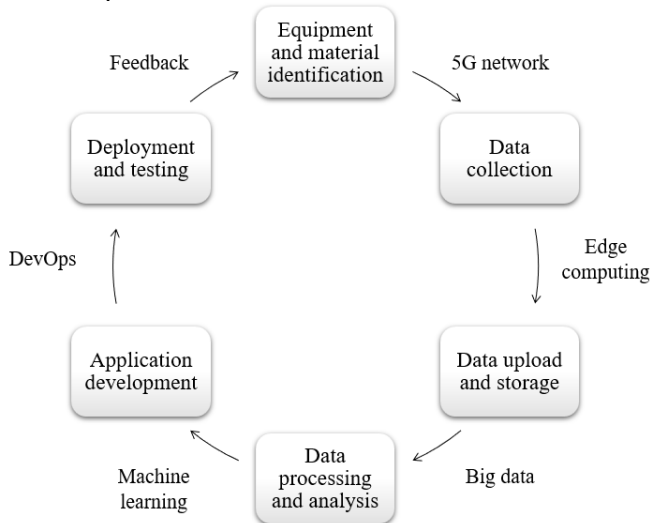 Equipment
and material
identification
Feedback
5G network
Deployment
and testing
Data
collection
DevOps
Edge
computing
Application
development
Data upload
and storage
Data
processing
and analysis
Machine
learning
Big data